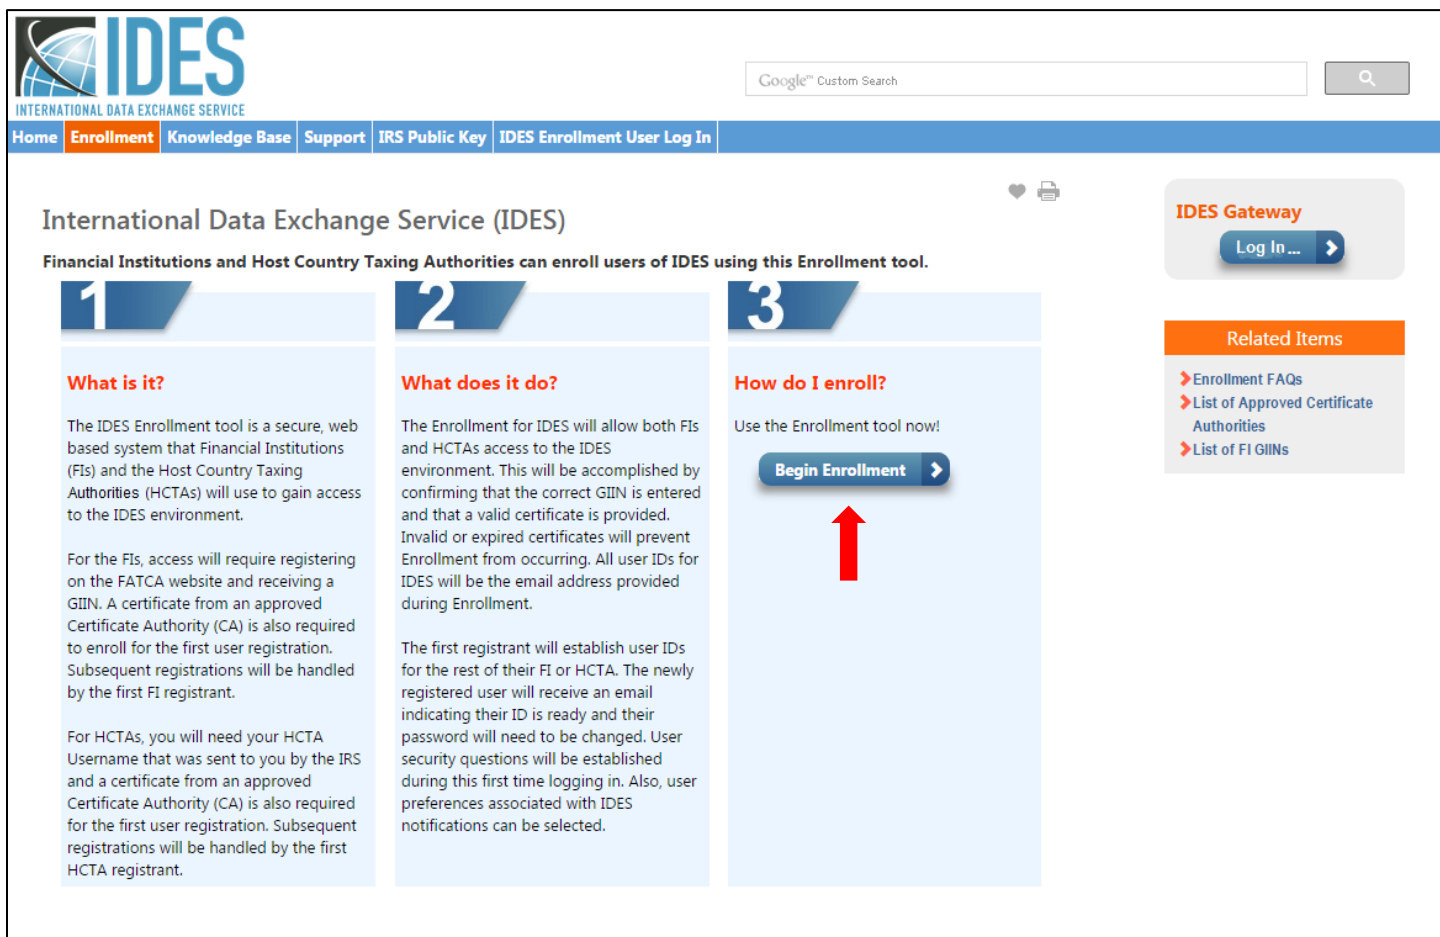 IDES
INTERNATIONAL DATA EXCHANGE SERVICE
Google™ Custom Search
Home Enrollment Knowledge Base Support IRS Public Key IDES Enrollment User Log In
International Data Exchange Service (IDES)
Financial Institutions and Host Country Taxing Authorities can enroll users of IDES using this Enrollment tool.
1
What is it?
The IDES Enrollment tool is a secure, web
based system that Financial Institutions
(FIs) and the Host Country Taxing
Authorities (HCTAs) will use to gain access
to the IDES environment.
For the FIs, access will require registering
on the FATCA website and receiving a
GIIN. A certificate from an approved
Certificate Authority (CA) is also required
to enroll for the first user registration.
Subsequent registrations will be handled
by the first FI registrant.
For HCTAs, you will need your HCTA
Username that was sent to you by the IRS
and a certificate from an approved
Certificate Authority (CA) is also required
for the first user registration. Subsequent
registrations will be handled by the first
HCTA registrant.
2
What does it do?
The Enrollment for IDES will allow both FIs
and HCTAs access to the IDES
environment. This will be accomplished by
confirming that the correct GIIN is entered
and that a valid certificate is provided.
Invalid or expired certificates will prevent
Enrollment from occurring. All user IDs for
IDES will be the email address provided
during Enrollment.
The first registrant will establish user IDs
for the rest of their FI or HCTA. The newly
registered user will receive an email
indicating their ID is ready and their
password will need to be changed. User
security questions will be established
during this first time logging in. Also, user
preferences associated with IDES
notifications can be selected.
3
How do I enroll?
Use the Enrollment tool now!
Begin Enrollment
IDES Gateway
Log In ...
Related Items
Enrollment FAQs
List of Approved Certificate
Authorities
List of FI GIINs